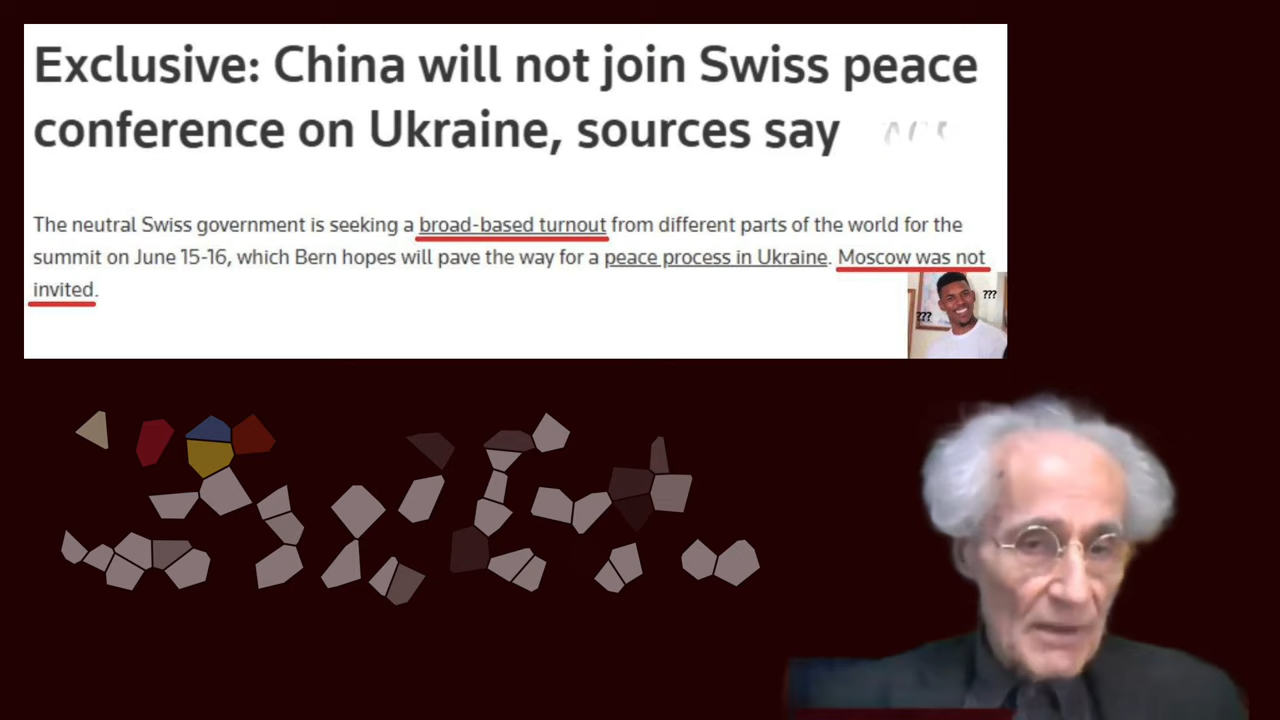 Exclusive: China will not join Swiss peace
conference on Ukraine, sources say
The neutral Swiss government is seeking a broad-based turnout from different parts of the world for the
summit on June 15-16, which Bern hopes will pave the way for a peace process in Ukraine. Moscow was not
invited.
???
???